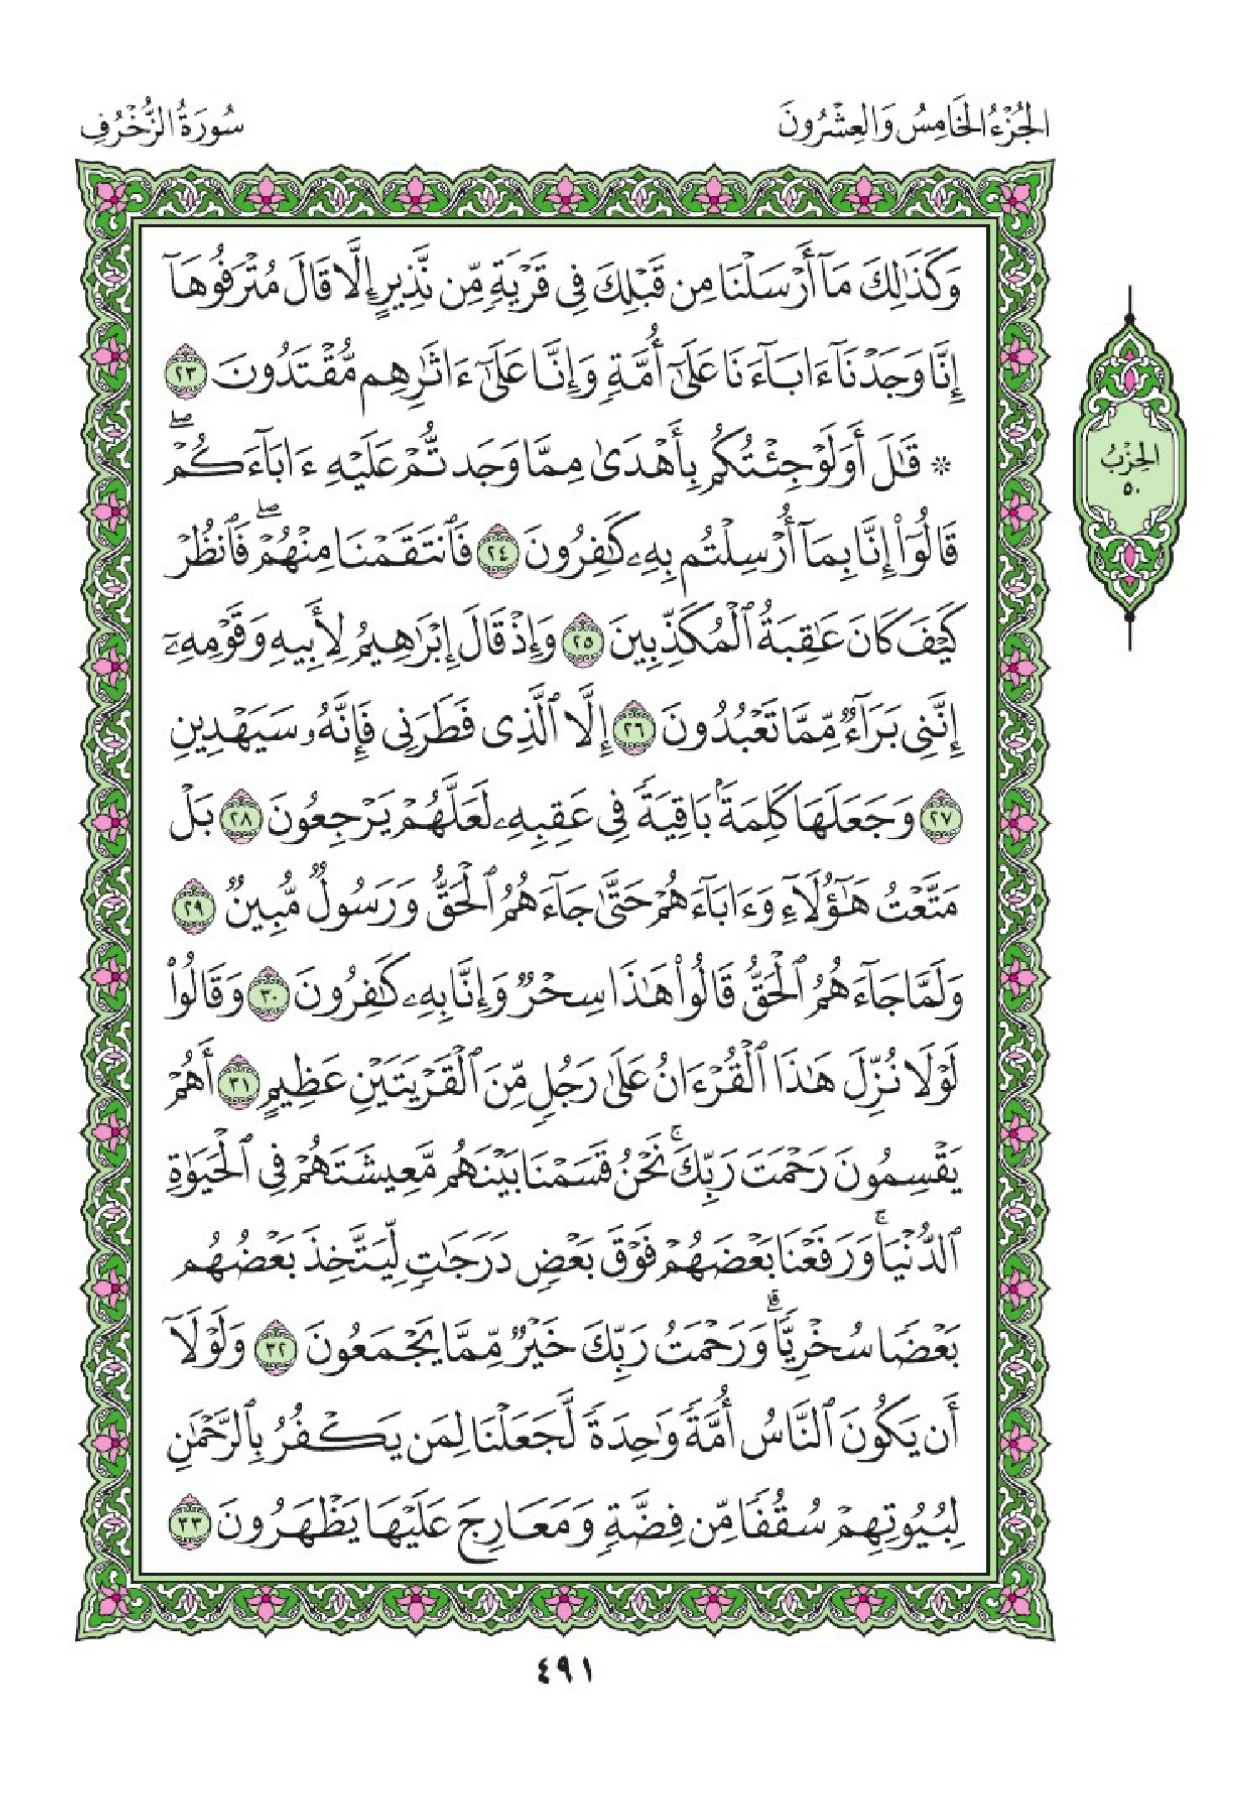 الجُزْءُ الخَامِسُ وَالعِشْرُونَ
سُورَةُ الزُّخْرُفِ
وَكَذَٰلِكَ مَآ أَرْسَلْنَا مِن قَبْلِكَ فِى قَرْيَةٍ مِّن نَّذِيرٍ إِلَّا قَالَ مُتْرَفُوهَآ
إِنَّا وَجَدْنَآ ءَابَآءَنَا عَلَىٰٓ أُمَّةٍ وَإِنَّا عَلَىٰٓ ءَاثَٰرِهِم مُّقْتَدُونَ ٢٣
۞ قَٰلَ أَوَلَوْ جِئْتُكُم بِأَهْدَىٰ مِمَّا وَجَدتُّمْ عَلَيْهِ ءَابَآءَكُمْۖ
قَالُوٓا۟ إِنَّا بِمَآ أُرْسِلْتُم بِهِۦ كَٰفِرُونَ ٢٤ فَٱنتَقَمْنَا مِنْهُمْۖ فَٱنظُرْ
كَيْفَ كَانَ عَٰقِبَةُ ٱلْمُكَذِّبِينَ ٢٥ وَإِذْ قَالَ إِبْرَٰهِيمُ لِأَبِيهِ وَقَوْمِهِۦٓ
إِنَّنِى بَرَآءٌ مِّمَّا تَعْبُدُونَ ٢٦ إِلَّا ٱلَّذِى فَطَرَنِى فَإِنَّهُۥ سَيَهْدِينِ
٢٧ وَجَعَلَهَا كَلِمَةًۢ بَاقِيَةً فِى عَقِبِهِۦ لَعَلَّهُمْ يَرْجِعُونَ ٢٨ بَلْ
مَتَّعْتُ هَٰٓؤُلَآءِ وَءَابَآءَهُمْ حَتَّىٰ جَآءَهُمُ ٱلْحَقُّ وَرَسُولٌ مُّبِينٌ ٢٩
وَلَمَّا جَآءَهُمُ ٱلْحَقُّ قَالُوا۟ هَٰذَا سِحْرٌ وَإِنَّا بِهِۦ كَٰفِرُونَ ٣٠ وَقَالُوا۟
لَوْلَا نُزِّلَ هَٰذَا ٱلْقُرْءَانُ عَلَىٰ رَجُلٍ مِّنَ ٱلْقَرْيَتَيْنِ عَظِيمٍ ٣١ أَهُمْ
يَقْسِمُونَ رَحْمَتَ رَبِّكَۚ نَحْنُ قَسَمْنَا بَيْنَهُم مَّعِيشَتَهُمْ فِى ٱلْحَيَوٰةِ
ٱلدُّنْيَاۚ وَرَفَعْنَا بَعْضَهُمْ فَوْقَ بَعْضٍ دَرَجَٰتٍ لِّيَتَّخِذَ بَعْضُهُم
بَعْضًا سُخْرِيًّاۗ وَرَحْمَتُ رَبِّكَ خَيْرٌ مِّمَّا يَجْمَعُونَ ٣٢ وَلَوْلَآ
أَن يَكُونَ ٱلنَّاسُ أُمَّةً وَٰحِدَةً لَّجَعَلْنَا لِمَن يَكْفُرُ بِٱلرَّحْمَٰنِ
لِبُيُوتِهِمْ سُقُفًا مِّن فِضَّةٍ وَمَعَارِجَ عَلَيْهَا يَظْهَرُونَ ٣٣
الحِزْبُ
٥٠
٤٩١